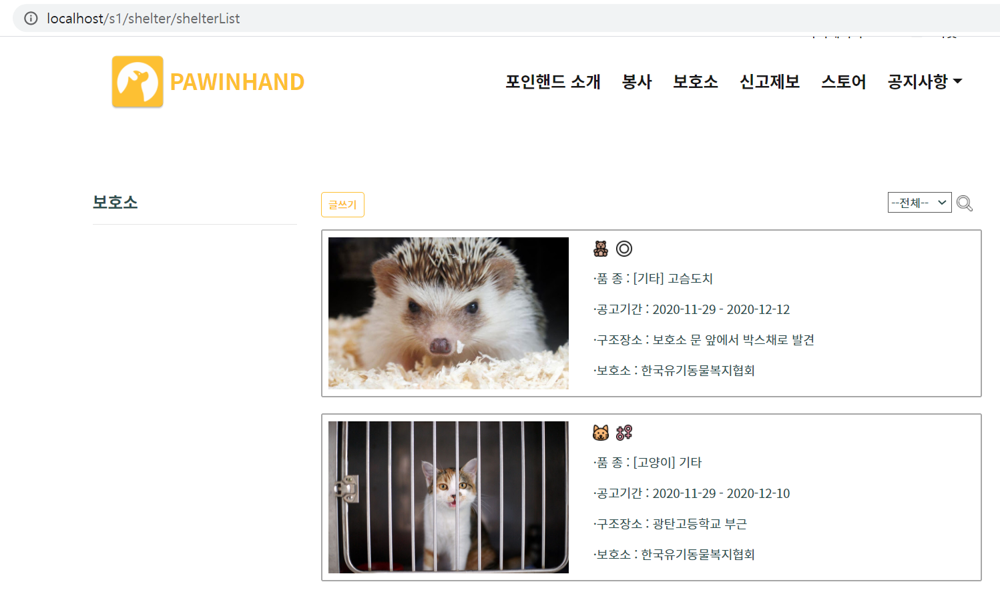 localhost/s1/shelter/shelterList
PAWINHAND
포인핸드 소개 봉사 보호소 신고제보 스토어 공지사항
보호소
글쓰기
--전체--
·품 종 : [기타] 고슴도치
·공고기간 : 2020-11-29 - 2020-12-12
·구조장소 : 보호소 문 앞에서 박스채로 발견
·보호소 : 한국유기동물복지협회
·품 종 : [고양이] 기타
·공고기간 : 2020-11-29 - 2020-12-10
·구조장소 : 광탄고등학교 부근
·보호소 : 한국유기동물복지협회